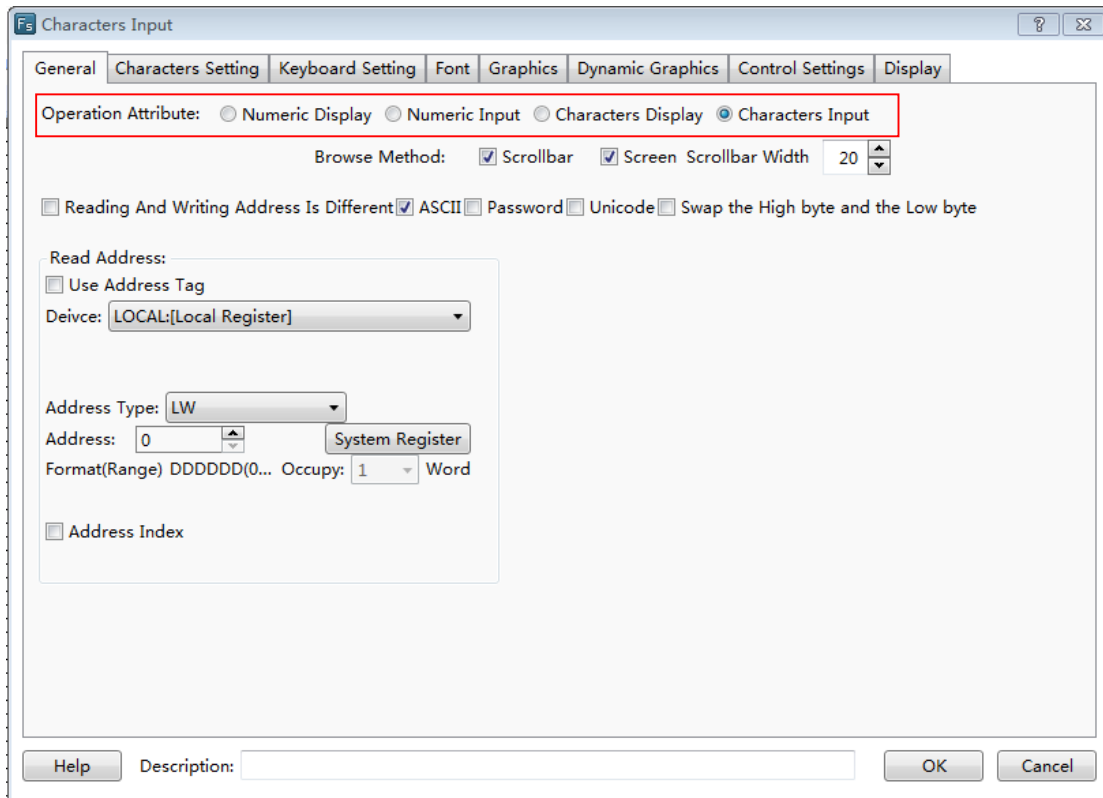 Fs Characters Input
General Characters Setting Keyboard Setting Font Graphics Dynamic Graphics Control Settings Display
Operation Attribute: Numeric Display Numeric Input Characters Display Characters Input
Browse Method: Scrollbar Screen Scrollbar Width 20
Reading And Writing Address Is Different ASCII Password Unicode Swap the High byte and the Low byte
Read Address:
Use Address Tag
Deivce: LOCAL:[Local Register]
Address Type: LW
Address: 0 System Register
Format(Range) DDDDDD(0... Occupy: 1 Word
Address Index
Help Description: OK Cancel